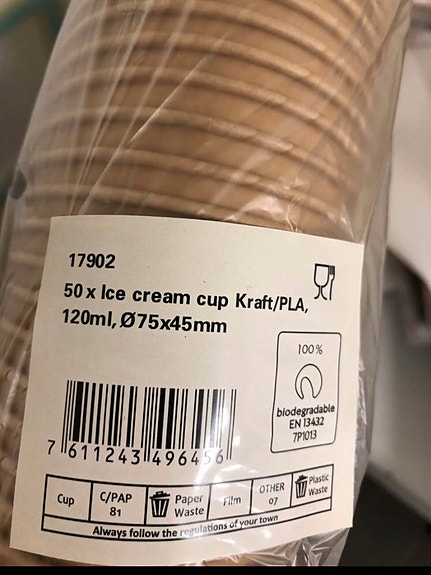 17902
50 x Ice cream cup Kraft/PLA,
120ml, Ø75x45mm
100%
biodegradable
EN 13432
7P1013
7 611243 496456
Cup C/PAP 81 Paper Waste Film OTHER 07 Plastic Waste
Always follow the regulations of your town